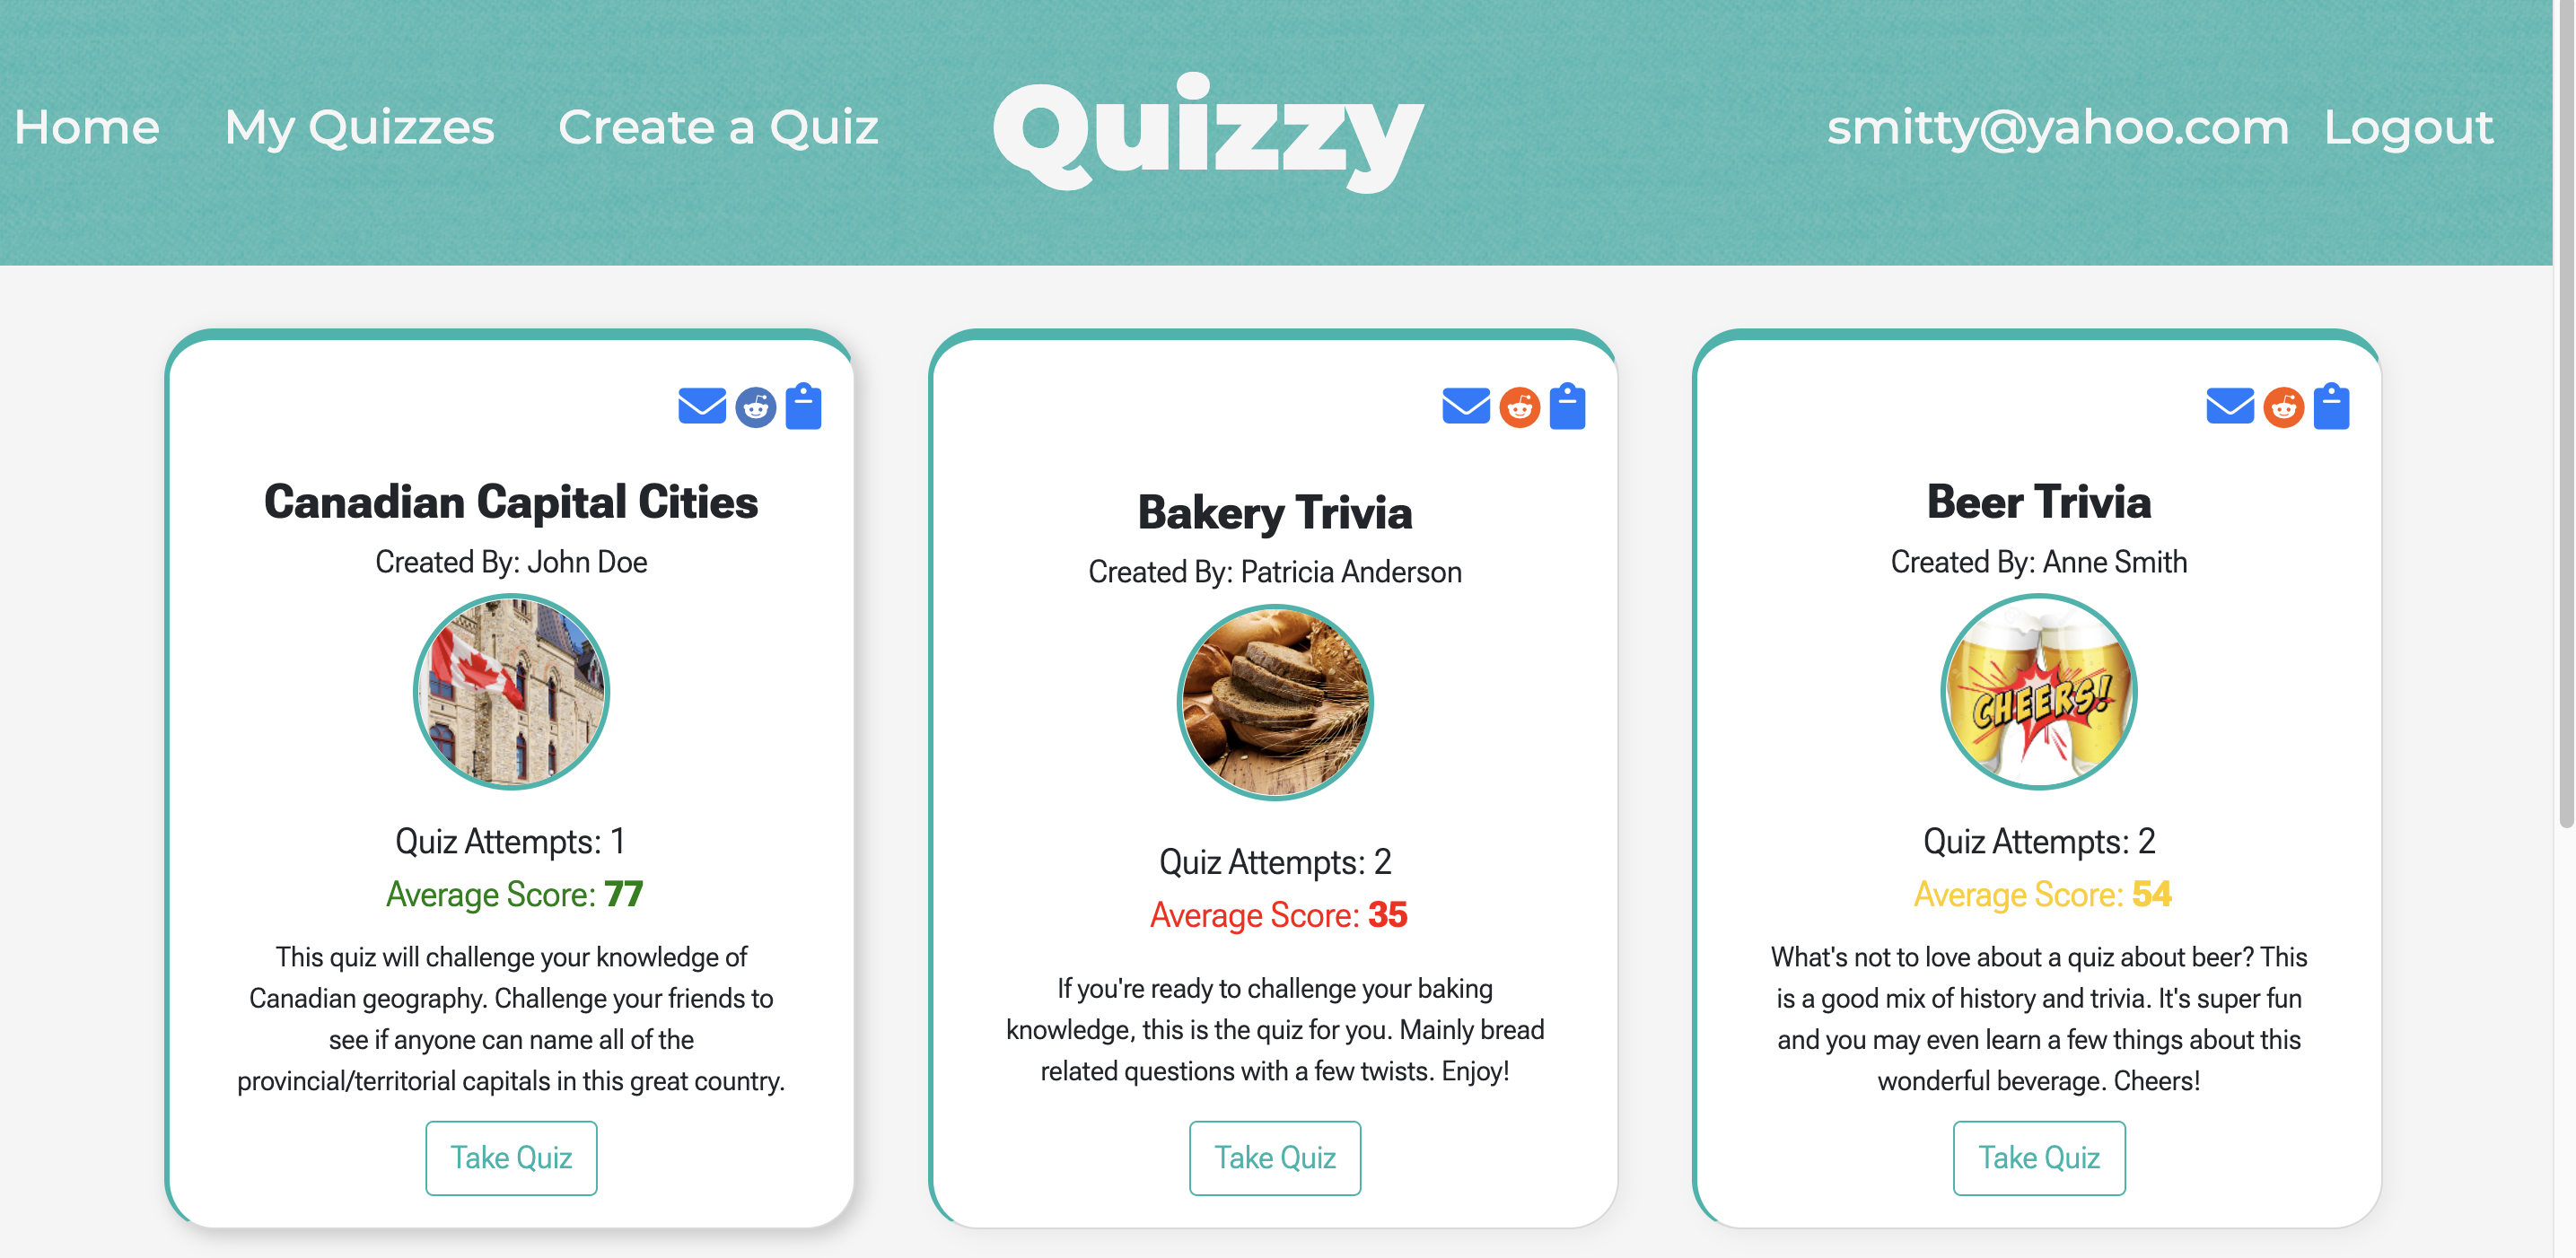 Home My Quizzes Create a Quiz Quizzy smitty@yahoo.com Logout
Canadian Capital Cities
Created By: John Doe
Quiz Attempts: 1
Average Score: 77
This quiz will challenge your knowledge of
Canadian geography. Challenge your friends to
see if anyone can name all of the
provincial/territorial capitals in this great country.
Take Quiz
Bakery Trivia
Created By: Patricia Anderson
Quiz Attempts: 2
Average Score: 35
If you're ready to challenge your baking
knowledge, this is the quiz for you. Mainly bread
related questions with a few twists. Enjoy!
Take Quiz
Beer Trivia
Created By: Anne Smith
CHEERS!
Quiz Attempts: 2
Average Score: 54
What's not to love about a quiz about beer? This
is a good mix of history and trivia. It's super fun
and you may even learn a few things about this
wonderful beverage. Cheers!
Take Quiz